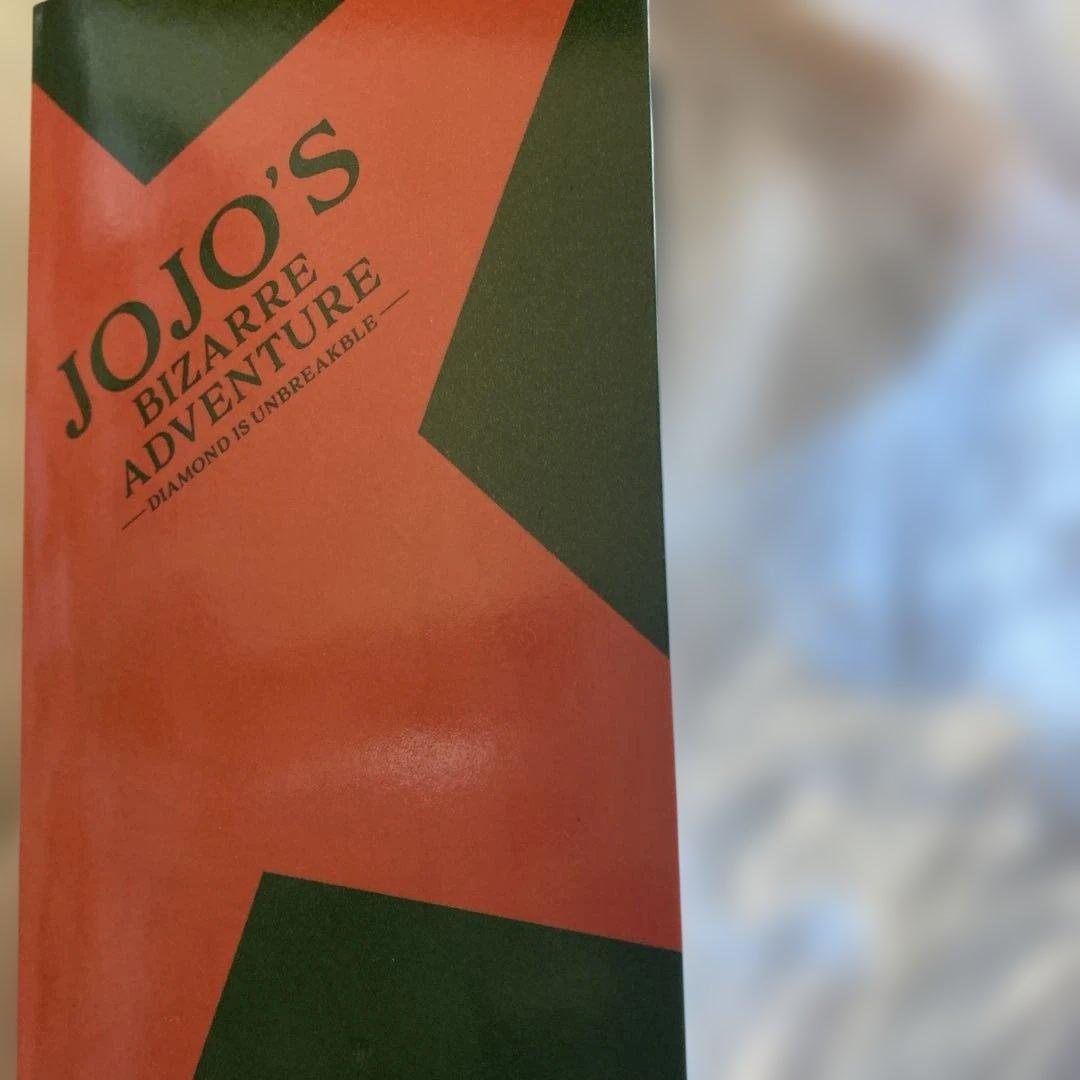 JOJO'S
BIZARRE
ADVENTURE
—DIAMOND IS UNBREAKBLE—